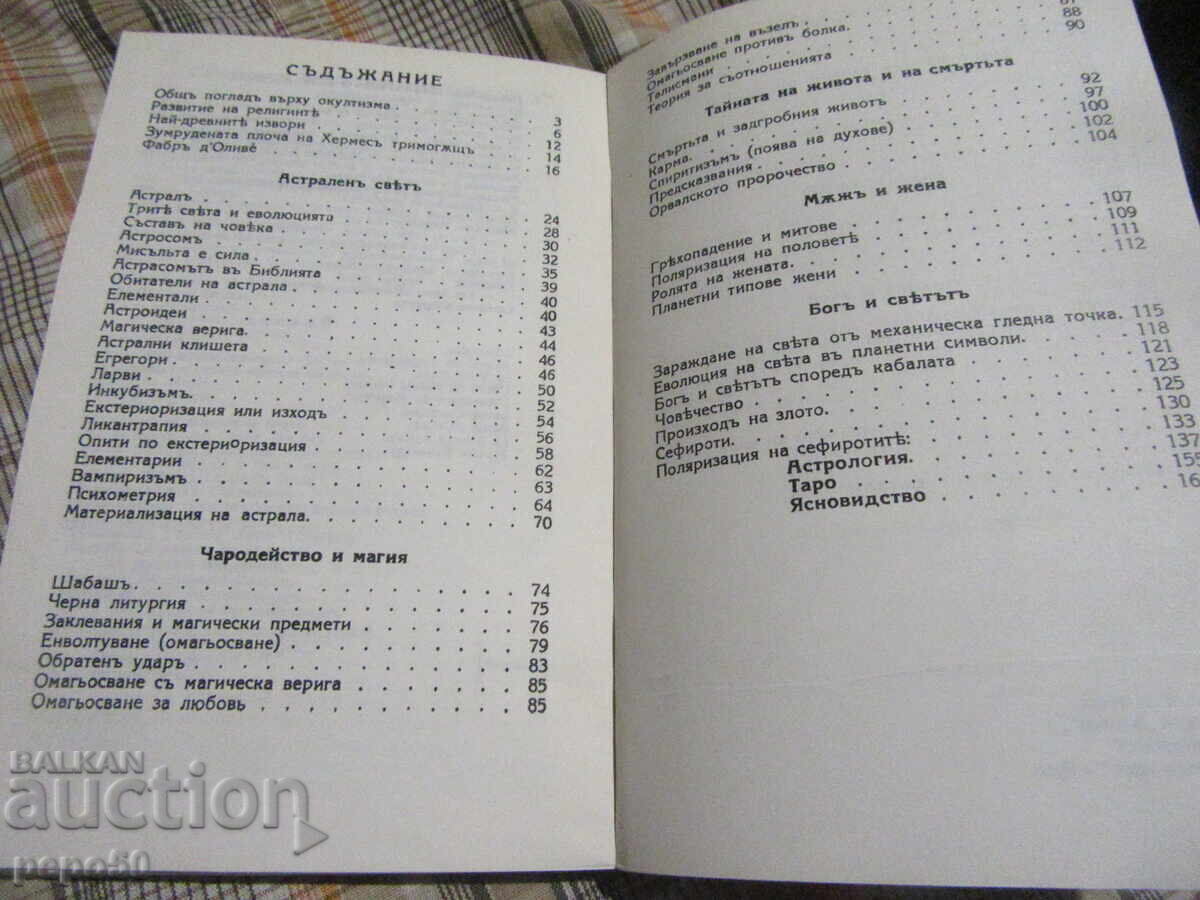 СЪДЪЖАНИЕ
Общъ погледъ върху окултизма . 3
Развитие на религиитѣ . . . . 6
Най-древнитѣ извори . . . . 12
Зумрудената плоча на Хермесъ тримогѫщъ . 14
Фабръ д'Оливѐ . . . . 16
Астраленъ свѣтъ
Астралъ . . . . 24
Тритѣ свѣта и еволюцията . . . . 28
Съставъ на човѣка . . . . 30
Астросомъ . . . . 32
Мисъльта е сила . . . . 35
Астрасомътъ въ Библията . . . . 39
Обитатели на астрала . . . . 40
Елементали . . . . 40
Астроидеи . . . . 43
Магическа верига . . . . 44
Астрални клишета . . . . 46
Егрегори . . . . 46
Ларви . . . . 50
Инкубизъмъ . . . . 52
Екстериоризация или изходъ . . . . 54
Ликантрапия . . . . 56
Опити по екстериоризация . . . . 58
Елементарии . . . . 62
Вампиризъмъ . . . . 63
Психометрия . . . . 64
Материализация на астрала . . . . 70
Чародейство и магия
Шабашъ . . . . 74
Черна литургия . . . . 75
Заклевания и магически предмети . . . . 76
Енволтуване (омагьосване) . . . . 79
Обратенъ ударъ . . . . 83
Омагьосване съ магическа верига . . . . 85
Омагьосване за любовь . . . . 85
Завързване на възелъ . . . . 87
Омагьосване противъ болка . . . . 88
Талисмани . . . . 90
Теория за съотношенията
Тайната на живота и на смъртьта
Смъртьта и задгробния животъ . . . . 92
Карма . . . . 97
Спиритизъмъ (поява на духове) . . . . 100
Предсказвания . . . . 102
Орвалското пророчество . . . . 104
Мѫжъ и жена
Грѣхопадение и митове . . . . 107
Поляризация на половетѣ . . . . 109
Ролята на жената . . . . 111
Планетни типове жени . . . . 112
Богъ и свѣтътъ
Зараждане на свѣта отъ механическа гледна точка. 115
Еволюция на свѣта въ планетни символи . 118
Богъ и свѣтътъ споредъ кабалата . . . . 121
Човѣчество . . . . 123
Произходъ на злото . . . . 125
Сефироти . . . . 130
Поляризация на сефиротитѣ: . . . . 133
Астрология . . . . 137
Таро . . . . 155
Ясновидство . . . . 16
BALKAN
auction
pepo50